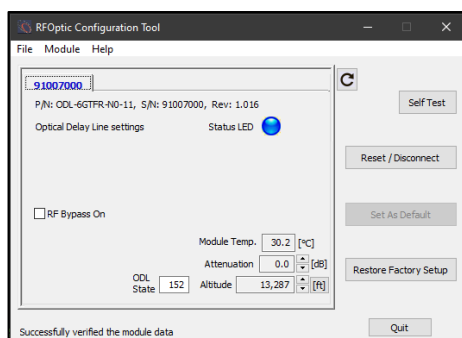 RFOptic Configuration Tool
File Module Help
91007000
P/N: ODL-6GTFR-N0-11, S/N: 91007000, Rev: 1.016
Self Test
Optical Delay Line settings Status LED
Reset / Disconnect
RF Bypass On
Set As Default
Module Temp. 30.2 [°C]
Attenuation 0.0 [dB]
Restore Factory Setup
ODL State 152 Altitude 13,287 [ft]
Successfully verified the module data
Quit